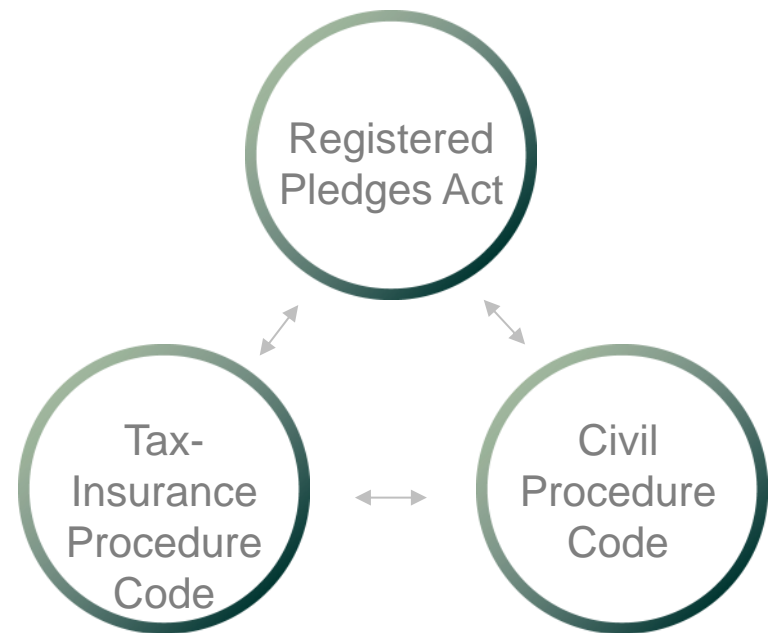 Registered
Pledges Act
Tax-
Insurance
Procedure
Code
Civil
Procedure
Code